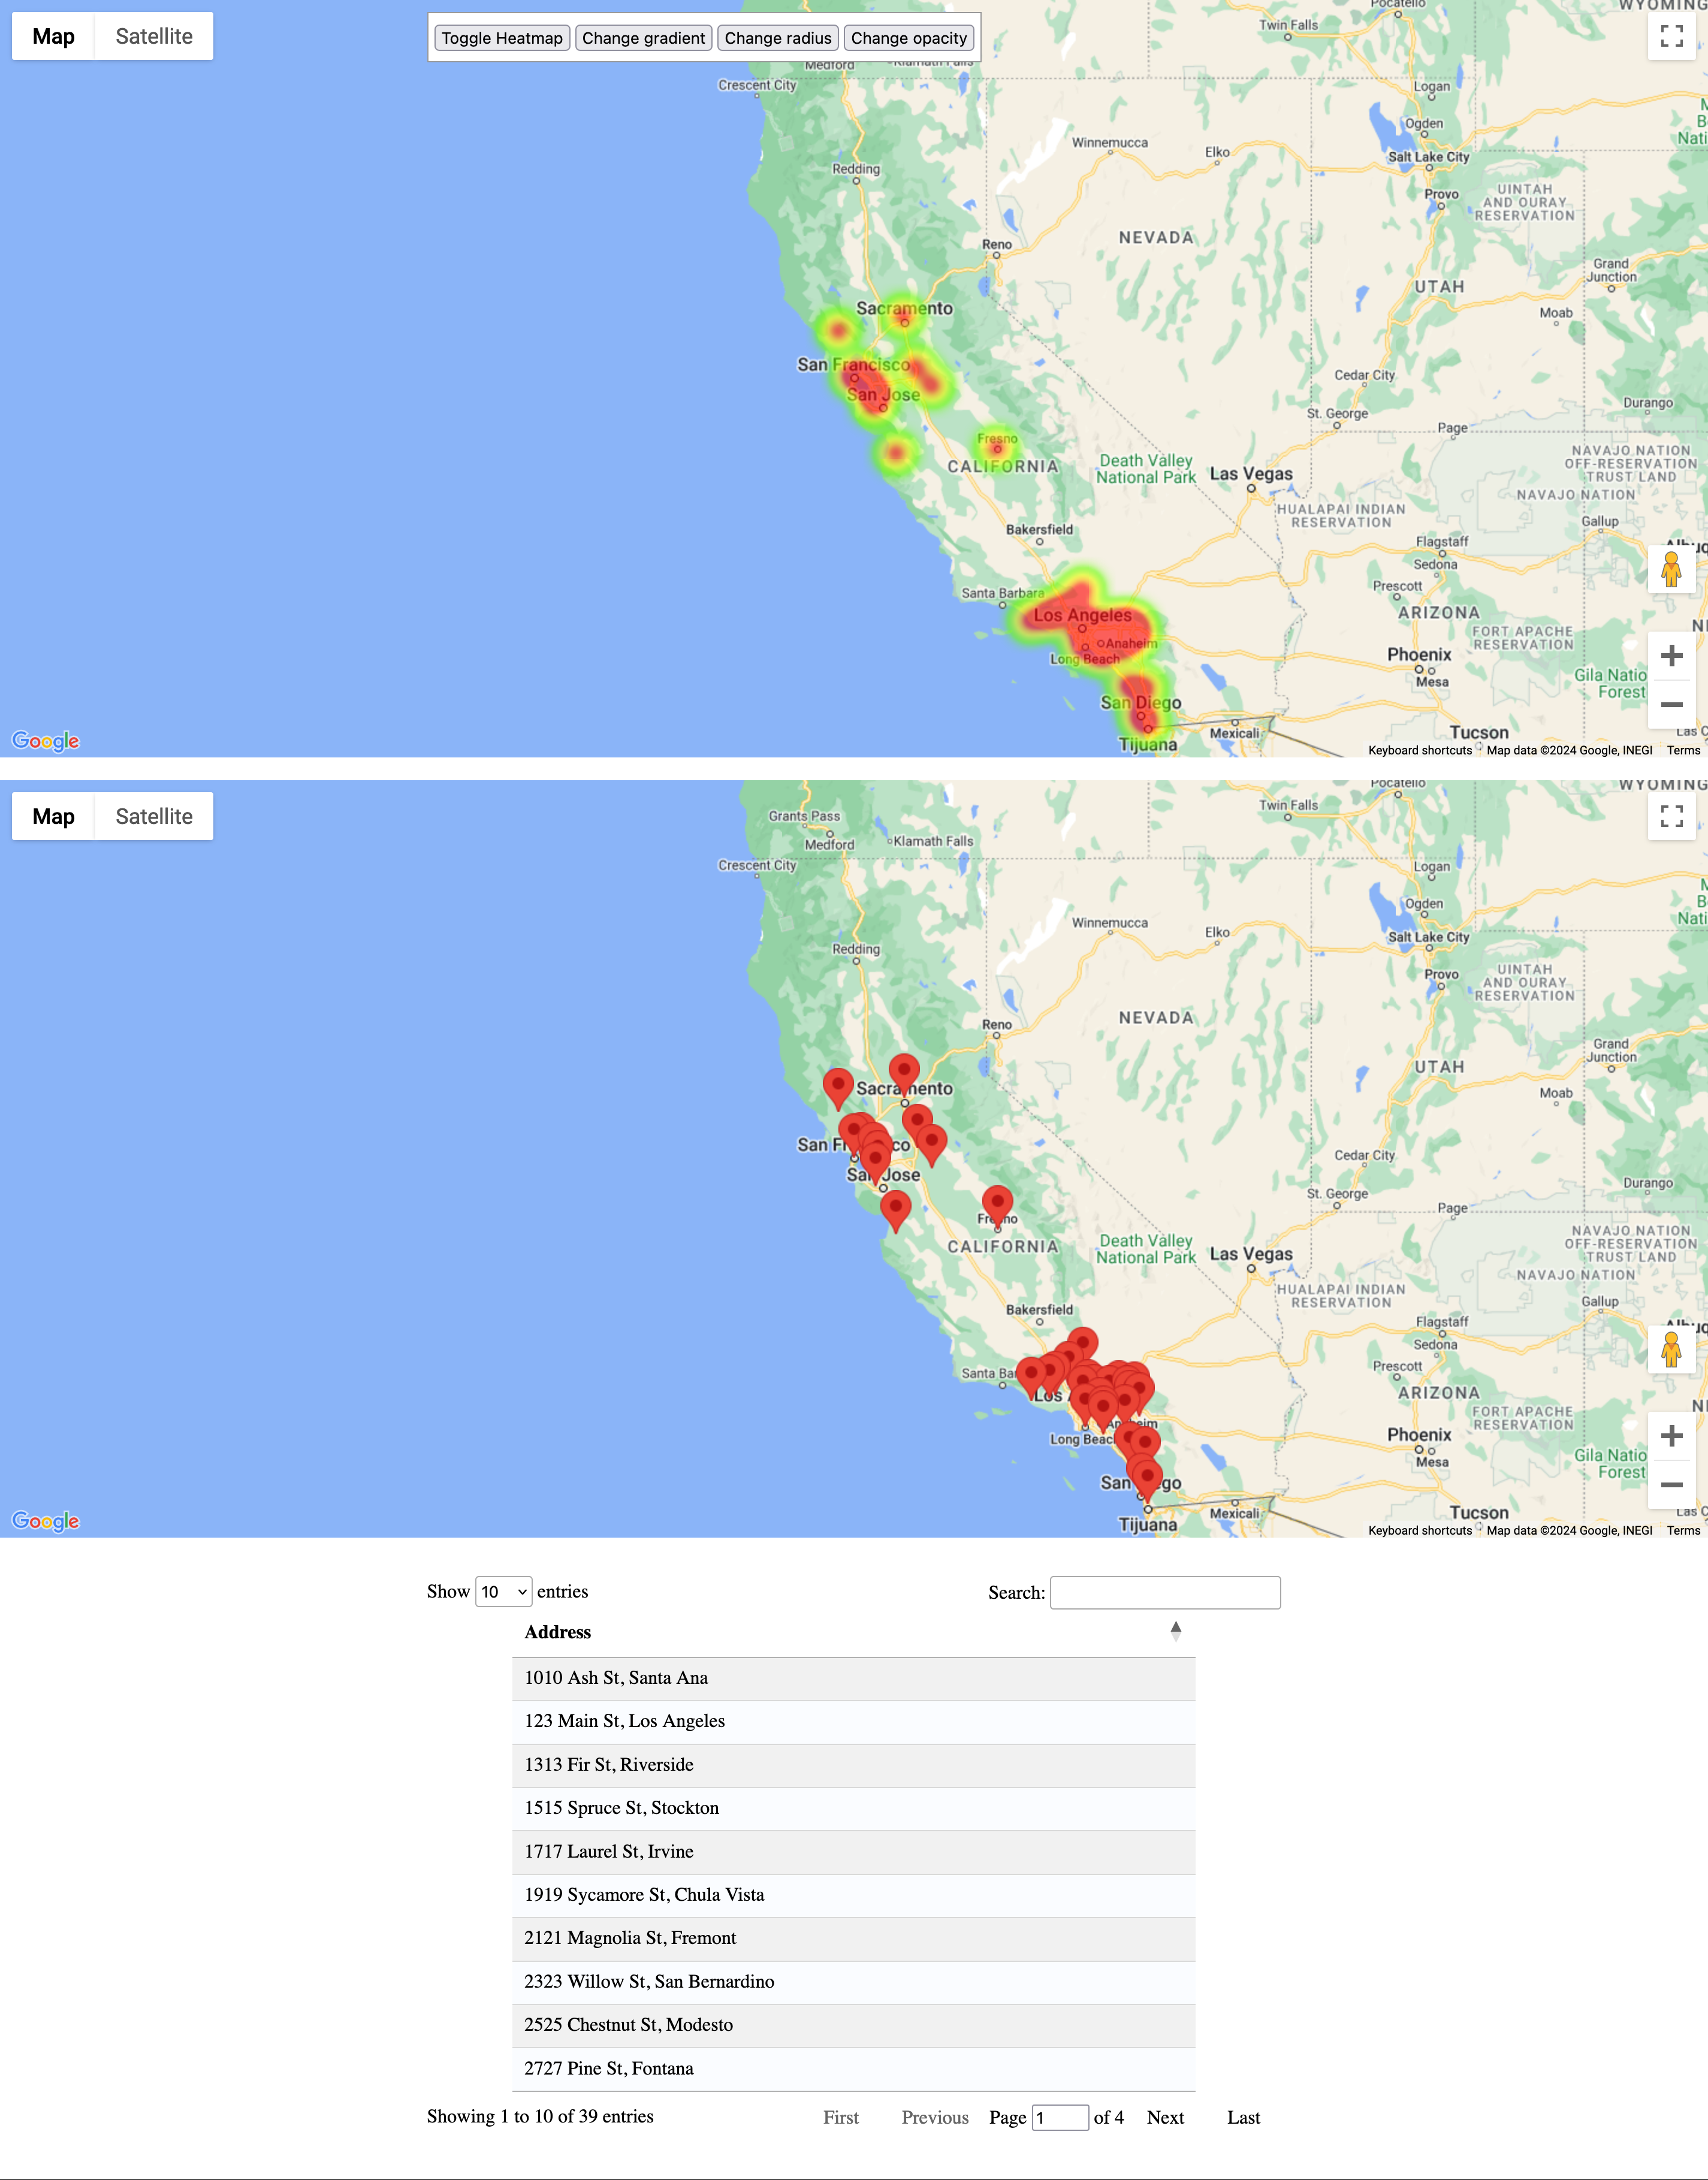 Map Satellite
Toggle Heatmap Change gradient Change radius Change opacity
Twin Falls
Pocatello
WYOMING
Medford
Klamath Falls
Crescent City
Logan
Ogden
Winnemucca
Elko
Salt Lake City
Redding
Provo
UINTAH
AND OURAY
RESERVATION
NEVADA
Reno
Grand
Junction
UTAH
Sacramento
Moab
San Francisco
San Jose
Cedar City
Durango
St. George
Page
Fresno
CALIFORNIA
Death Valley
National Park
Las Vegas
NAVAJO NATION
OFF-RESERVATION
TRUST LAND
NAVAJO NATION
HUALAPAI INDIAN
RESERVATION
Gallup
Bakersfield
Flagstaff
Sedona
Santa Barbara
Prescott
ARIZONA
Los Angeles
Anaheim
Long Beach
FORT APACHE
RESERVATION
Phoenix
Mesa
Gila Natio
Forest
San Diego
Tijuana
Mexicali
Tucson
Las C
Google
Keyboard shortcuts Map data ©2024 Google, INEGI Terms
Map Satellite
Grants Pass
Medford
Klamath Falls
Twin Falls
Pocatello
WYOMING
Crescent City
Logan
Ogden
Winnemucca
Elko
Salt Lake City
Redding
Provo
UINTAH
AND OURAY
RESERVATION
NEVADA
Reno
Grand
Junction
UTAH
Sacramento
Moab
San Fr co
San Jose
Cedar City
Durango
St. George
Page
Fresno
CALIFORNIA
Death Valley
National Park
Las Vegas
NAVAJO NATION
OFF-RESERVATION
TRUST LAND
NAVAJO NATION
HUALAPAI INDIAN
RESERVATION
Gallup
Bakersfield
Flagstaff
Sedona
Santa Ba
Prescott
ARIZONA
Los A
Anaheim
Long Beac
FORT APACHE
RESERVATION
Phoenix
Mesa
Gila Natio
Forest
San ego
Tijuana
Mexicali
Tucson
Las C
Google
Keyboard shortcuts Map data ©2024 Google, INEGI Terms
Show 10 entries Search:
Address
1010 Ash St, Santa Ana
123 Main St, Los Angeles
1313 Fir St, Riverside
1515 Spruce St, Stockton
1717 Laurel St, Irvine
1919 Sycamore St, Chula Vista
2121 Magnolia St, Fremont
2323 Willow St, San Bernardino
2525 Chestnut St, Modesto
2727 Pine St, Fontana
Showing 1 to 10 of 39 entries First Previous Page 1 of 4 Next Last